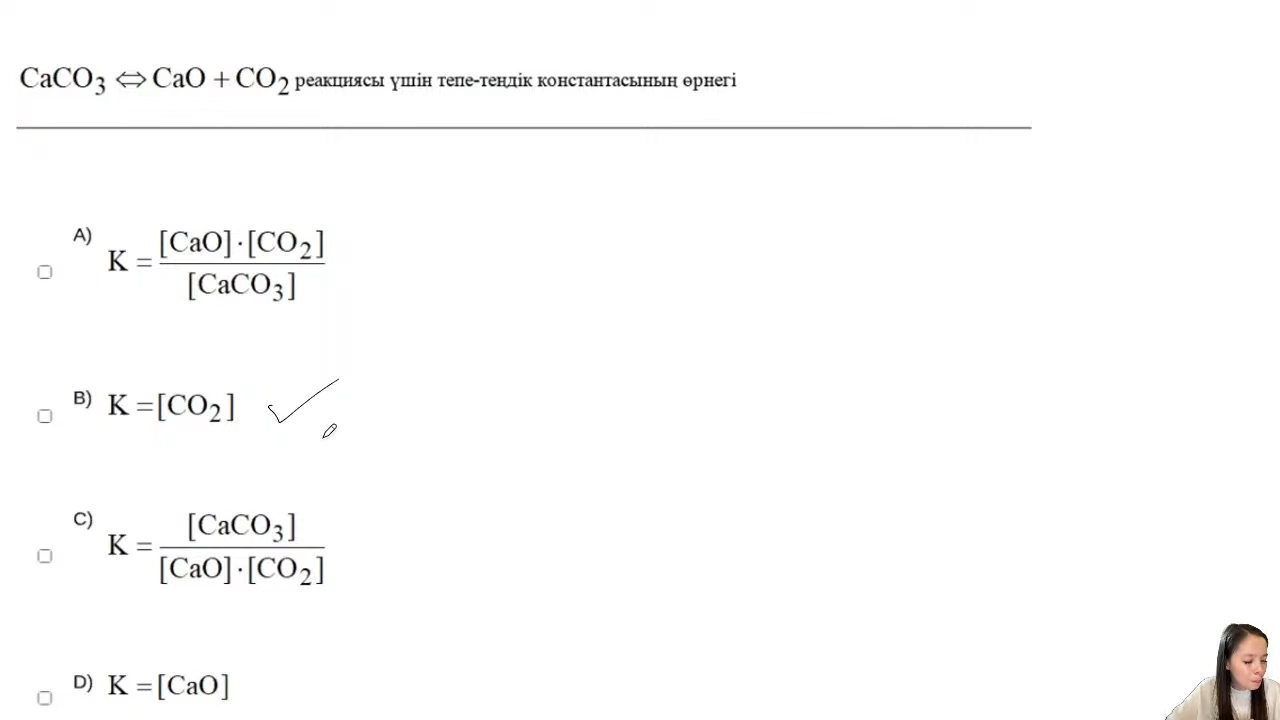 CaCO₃ ⇔ CaO + CO₂ реакциясы үшін тепе-теңдік константасының өрнегі
A) K = [CaO]·[CO₂] / [CaCO₃]
B) K =[CO₂]
C) K = [CaCO₃] / [CaO]·[CO₂]
D) K =[CaO]